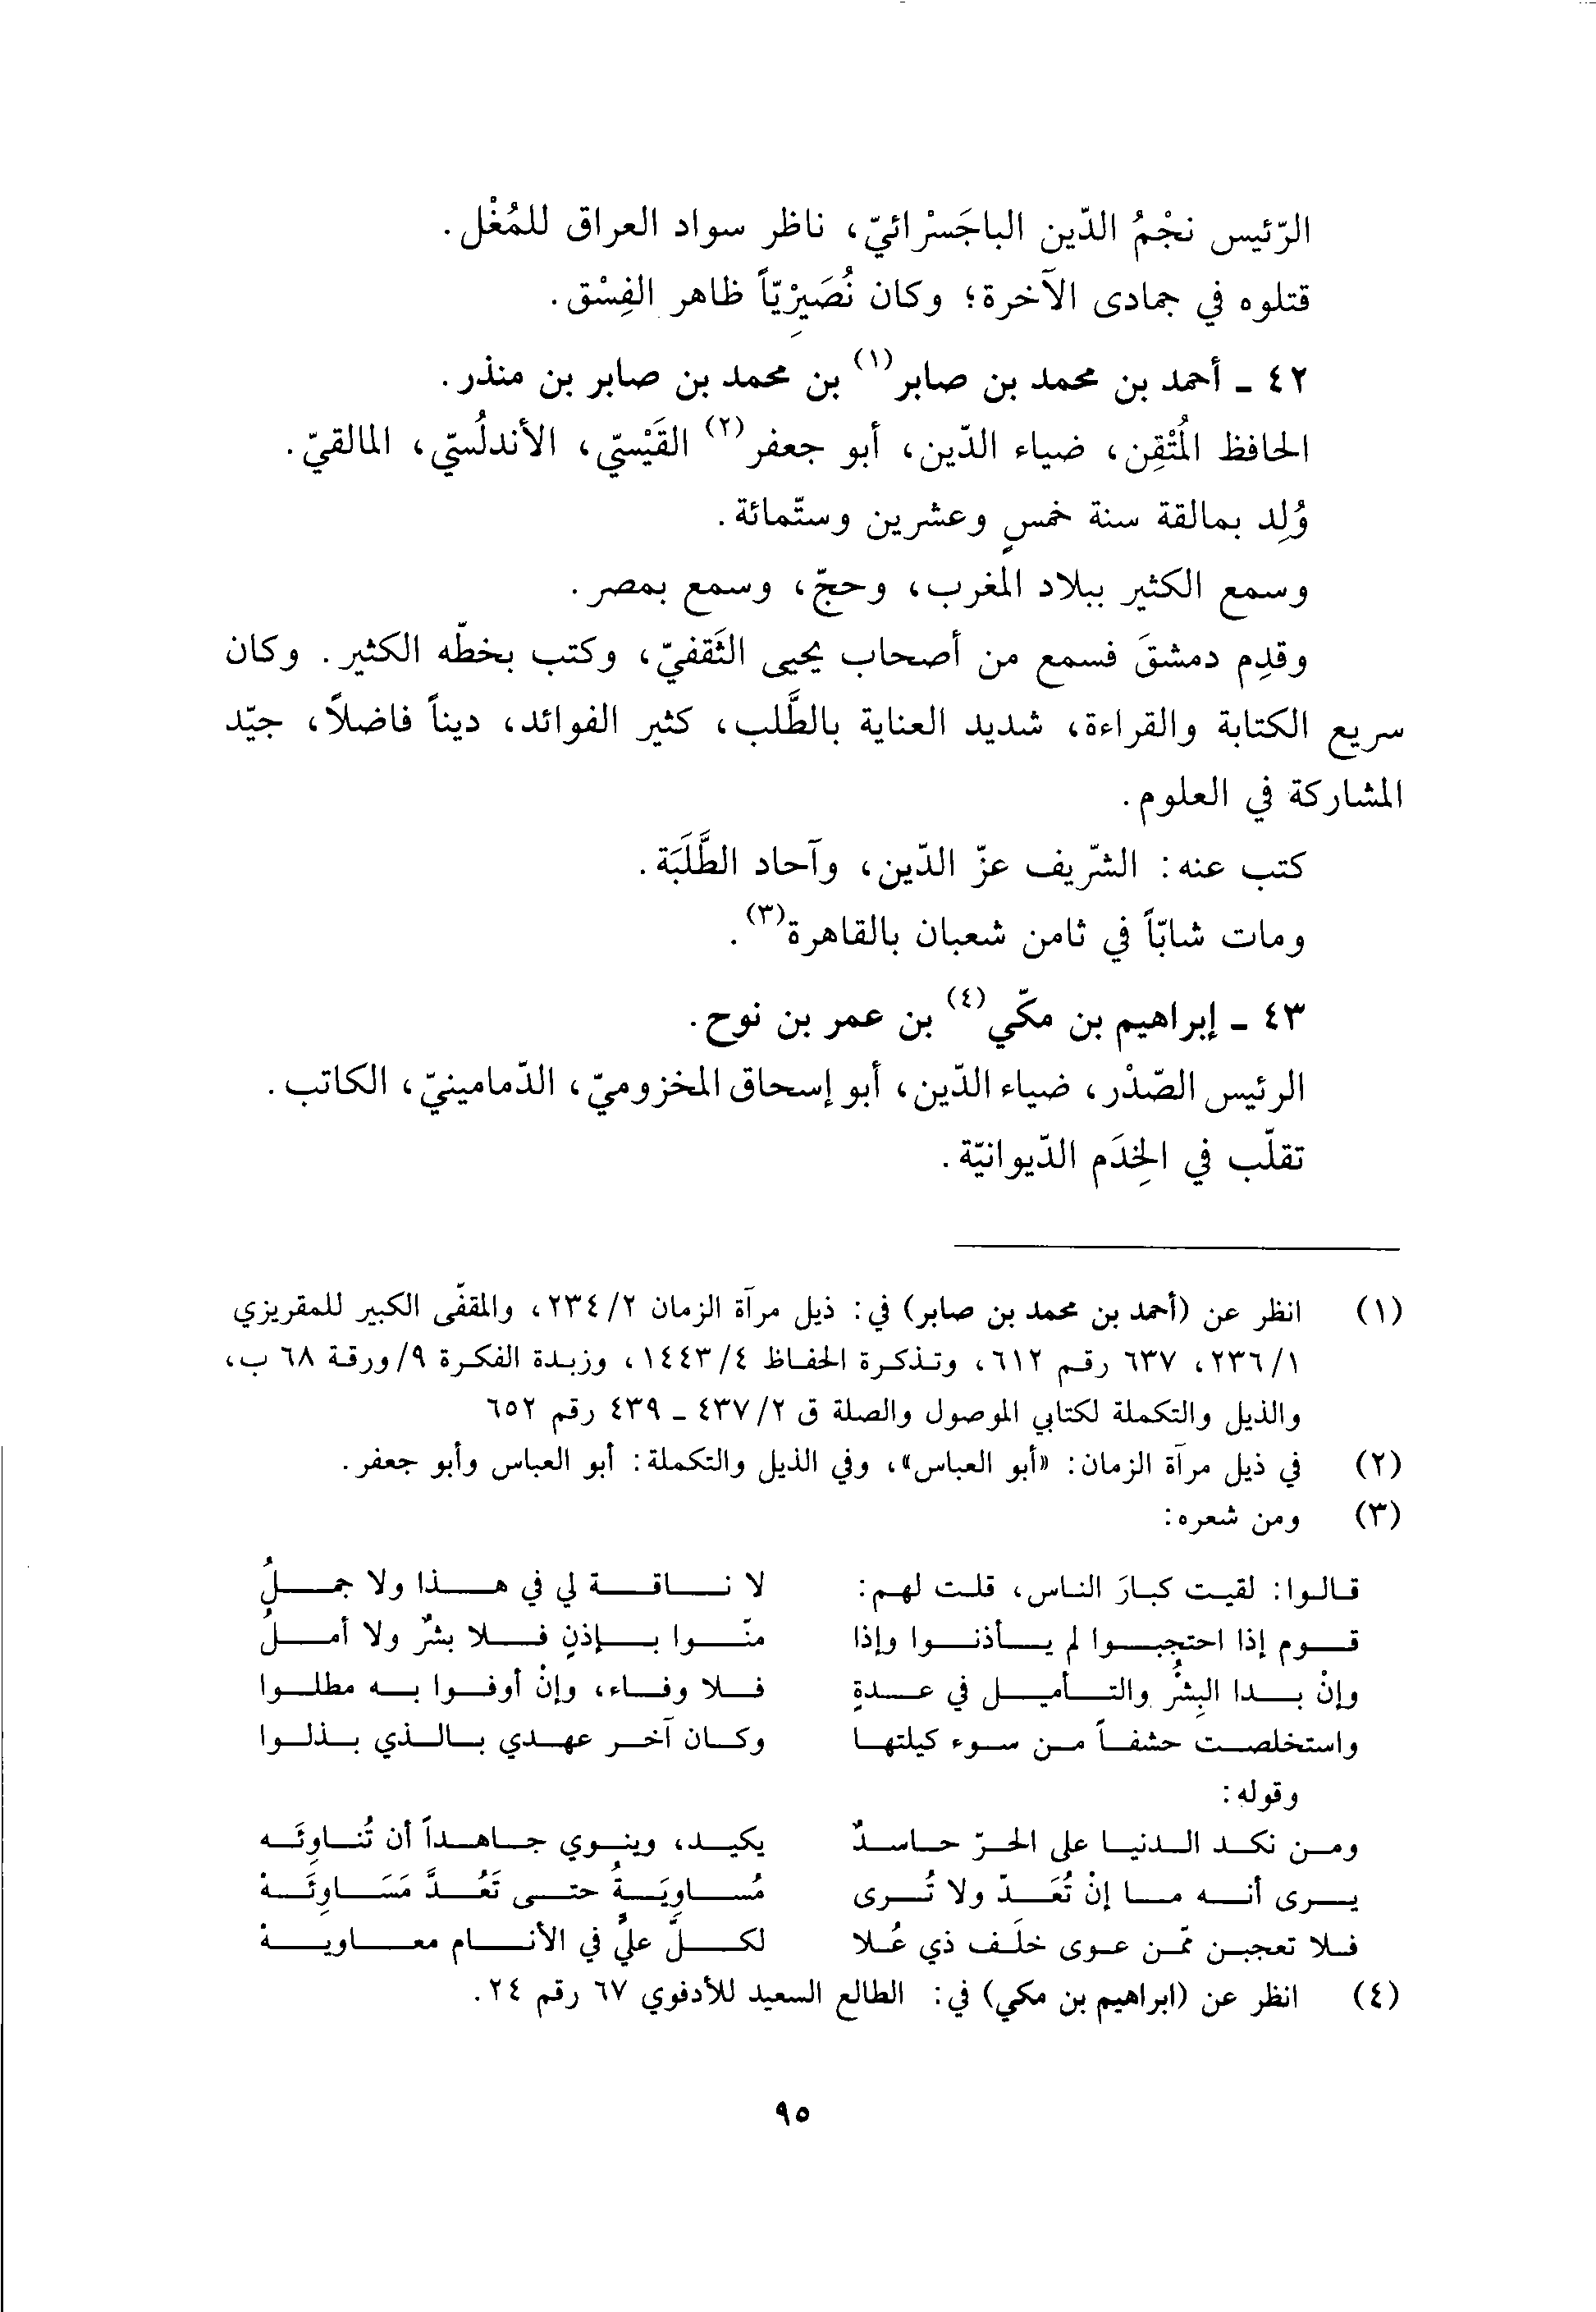 الرّئيس نجْمُ الدّين الباجَسْرائيّ، ناظر سواد العراق للمُغْل.
قتلوه في جمادى الآخرة؛ وكان نُصَيِرْيّاً ظاهر الفِسْق.
٤٢ - أحمد بن محمد بن صابر(١) بن محمد بن صابر بن منذر.
الحافظ المُتْقِن، ضياء الدّين، أبو جعفر(٢) القَيْسيّ، الأندلُسيّ، المالقيّ.
وُلِد بمالقة سنة خمسٍ وعشرين وستّمائة.
وسمع الكثير ببلاد المغرب، وحجّ، وسمع بمصر.
وقدِم دمشقَ فسمع من أصحاب يحيى الثَقفيّ، وكتب بخطّه الكثير. وكان
سريع الكتابة والقراءة، شديد العناية بالطَّلب، كثير الفوائد، ديناً فاضلاً، جيّد
المشاركة في العلوم.
كتب عنه: الشّريف عزّ الدّين، وآحاد الطَّلَبَة.
ومات شابّاً في ثامن شعبان بالقاهرة(٣).
٤٣ - إبراهيم بن مكّي(٤) بن عمر بن نوح.
الرئيس الصّدْر، ضياء الدّين، أبو إسحاق المخزوميّ، الدّمامينيّ، الكاتب.
تقلّب في الخِدَم الدّيوانيّة.
(١) انظر عن (أحمد بن محمد بن صابر) في: ذيل مرآة الزمان ٢/ ٢٣٤، والمقفّى الكبير للمقريزي
١/ ٢٣٦، ٦٣٧ رقم ٦١٢، وتذكرة الحفاظ ٤/ ١٤٤٣، وزبدة الفكرة ٩/ورقة ٦٨ ب،
والذيل والتكملة لكتابي الموصول والصلة ق ٢/ ٤٣٧ - ٤٣٩ رقم ٦٥٢
(٢) في ذيل مرآة الزمان: «أبو العباس»، وفي الذيل والتكملة: أبو العباس وأبو جعفر.
(٣) ومن شعره:
قالوا: لقيت كبارَ الناس، قلت لهم: لا ناقة لي في هذا ولا جملُ
قوم إذا احتجبوا لم يأذنوا وإذا منّوا بإذنٍ فلا بشرٌ ولا أملُ
وإنْ بدا البِشْرُ والتأميل في عدةٍ فلا وفاء، وإنْ أوفوا به مطلوا
واستخلصت حشفاً من سوء كيلتها وكان آخر عهدي بالذي بذلوا
وقوله:
ومن نكد الدنيا على الحرّ حاسدٌ يكيد، وينوي جاهداً أن تُناوِئَه
يرى أنه ما إنْ تُعَدّ ولا تُرى مُساوِيَةُ حتى تَعُدَّ مَسَاوِئَهْ
فلا تعجبن ممّن عوى خلَف ذي عُلا لكلّ عليٍّ في الأنام معاويهْ
(٤) انظر عن (ابراهيم بن مكي) في: الطالع السعيد للأدفوي ٦٧ رقم ٢٤.
٩٥